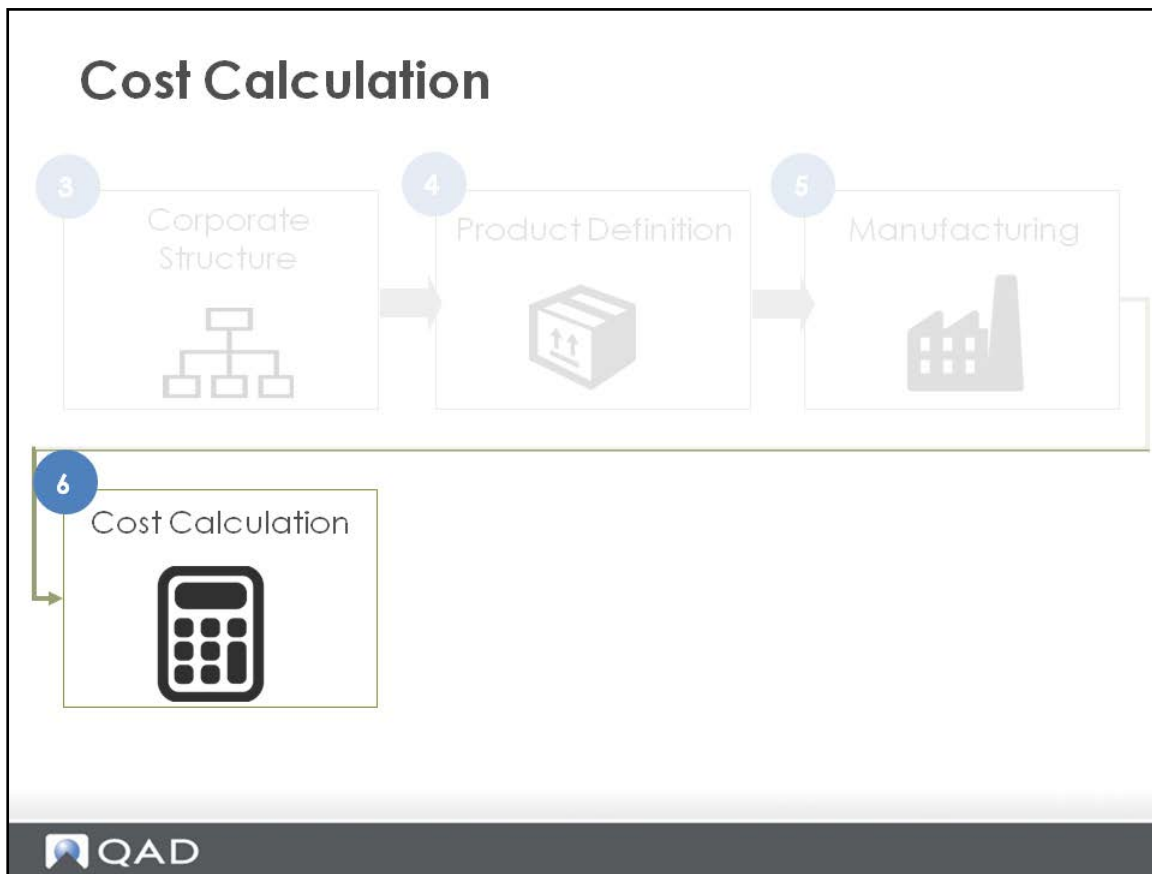 Cost Calculation
3
Corporate
Structure
4
Product Definition
5
Manufacturing
6
Cost Calculation
QAD